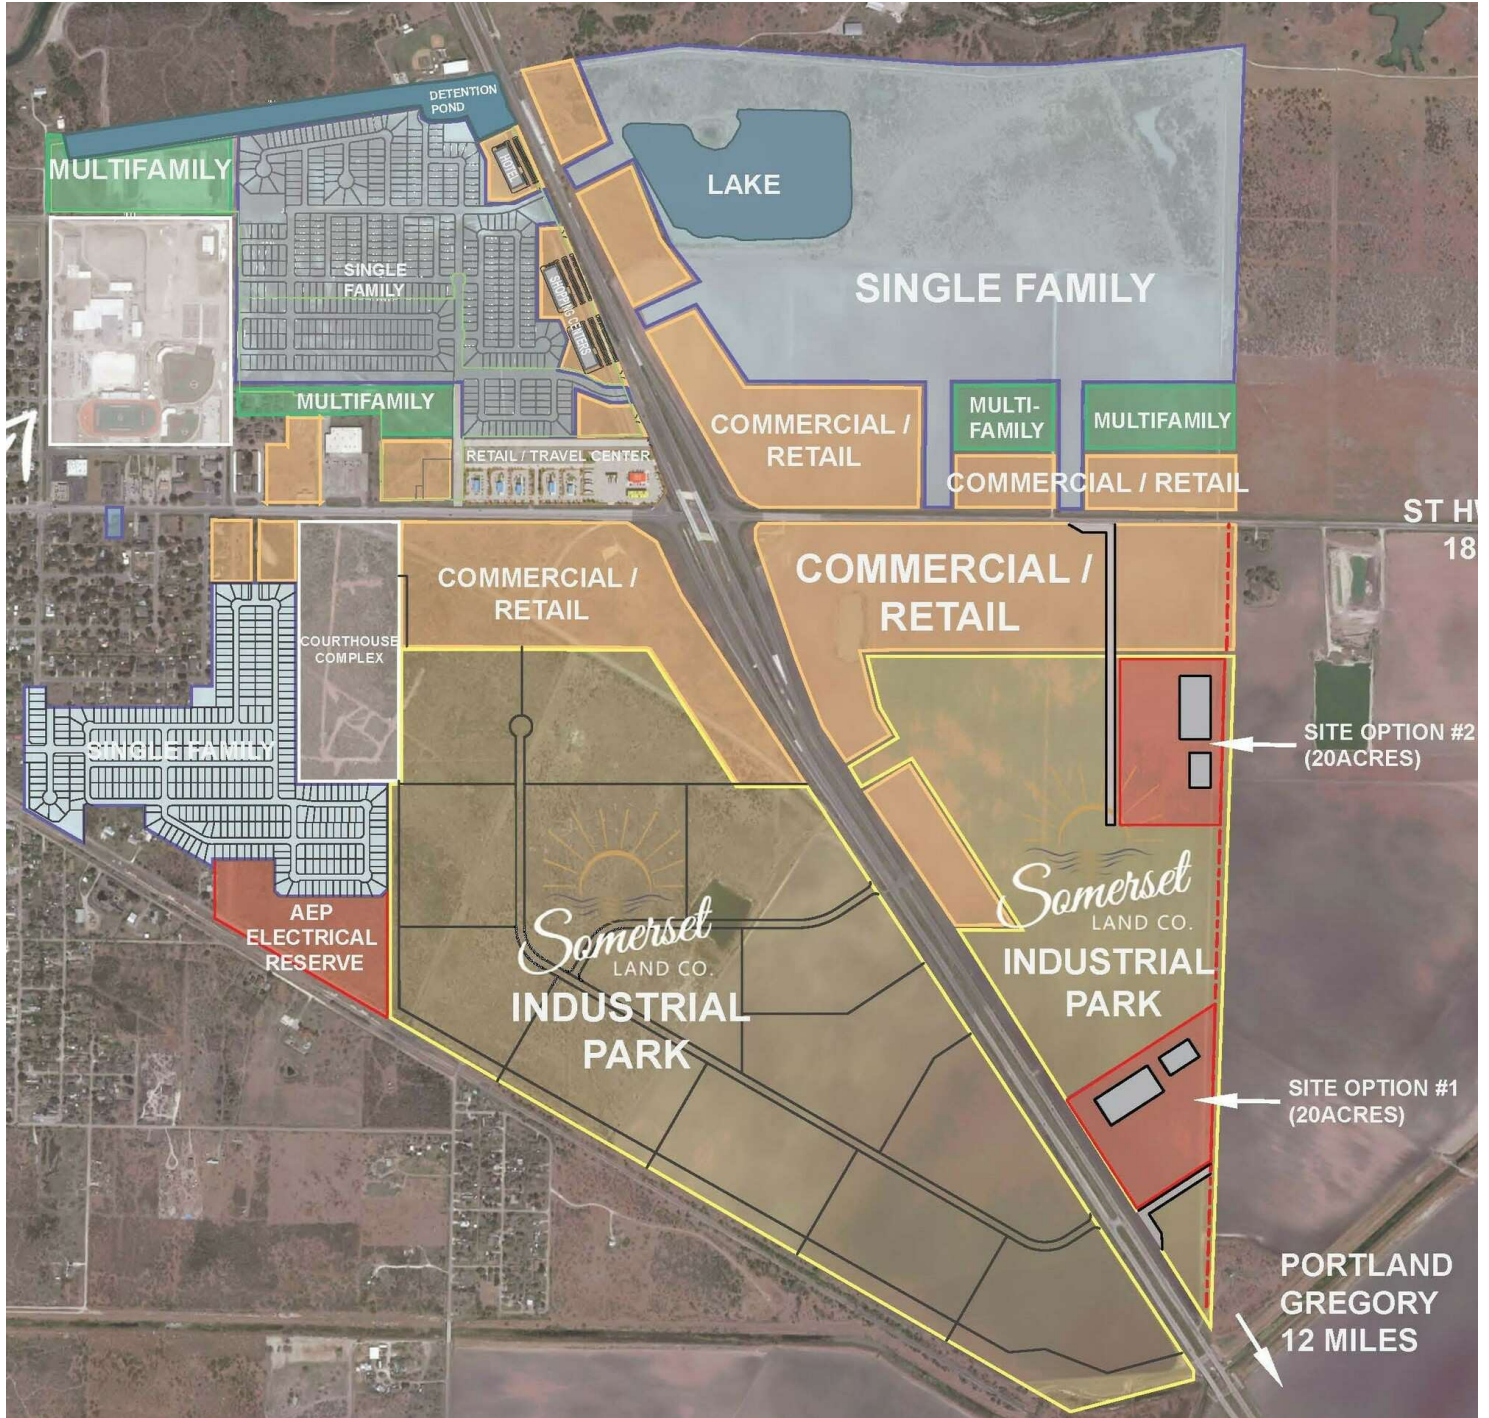 DETENTION
POND
MULTIFAMILY
HOTEL
LAKE
SINGLE
FAMILY
SHOPPING CENTERS
SINGLE FAMILY
MULTIFAMILY
COMMERCIAL /
RETAIL
MULTI-
FAMILY
MULTIFAMILY
RETAIL / TRAVEL CENTER
COMMERCIAL / RETAIL
ST
18
COMMERCIAL /
RETAIL
COMMERCIAL /
RETAIL
COURTHOUSE
COMPLEX
SINGLE FAMILY
SITE OPTION #2
(20ACRES)
Somerset
LAND CO.
INDUSTRIAL
PARK
AEP
ELECTRICAL
RESERVE
Somerset
LAND CO.
INDUSTRIAL
PARK
SITE OPTION #1
(20ACRES)
PORTLAND
GREGORY
12 MILES